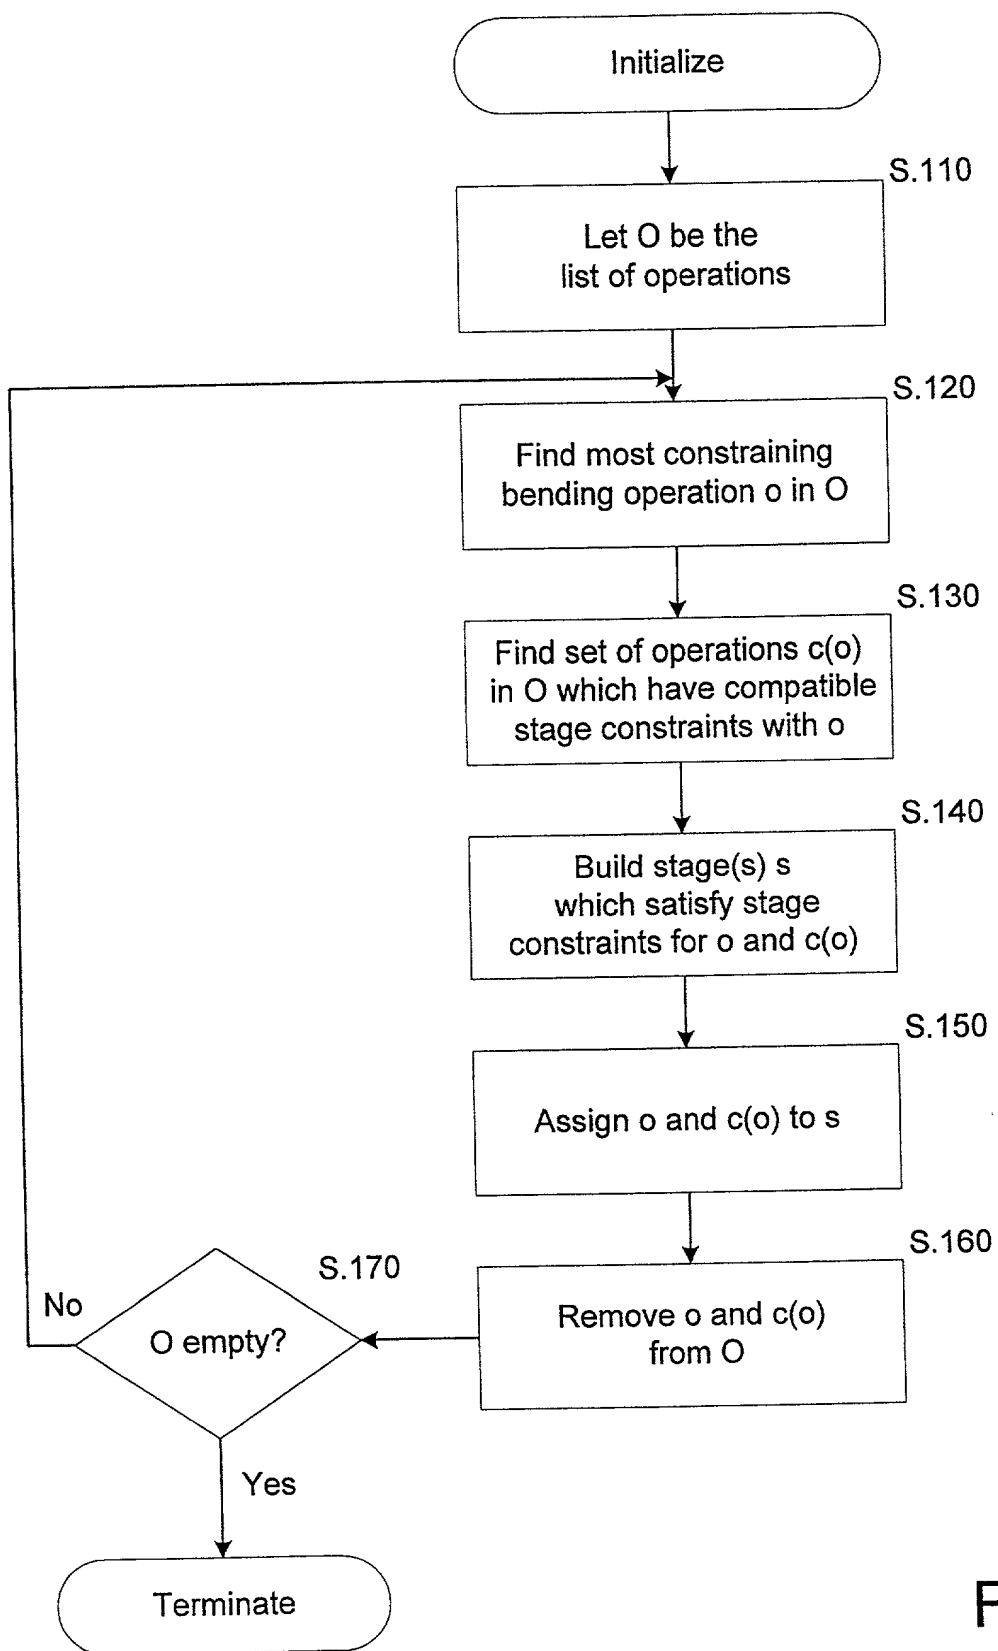 Initialize
S.110
Let O be the
list of operations
S.120
Find most constraining
bending operation o in O
S.130
Find set of operations c(o)
in O which have compatible
stage constraints with o
S.140
Build stage(s) s
which satisfy stage
constraints for o and c(o)
S.150
Assign o and c(o) to s
S.160
Remove o and c(o)
from O
S.170
No
O empty?
Yes
Terminate
F